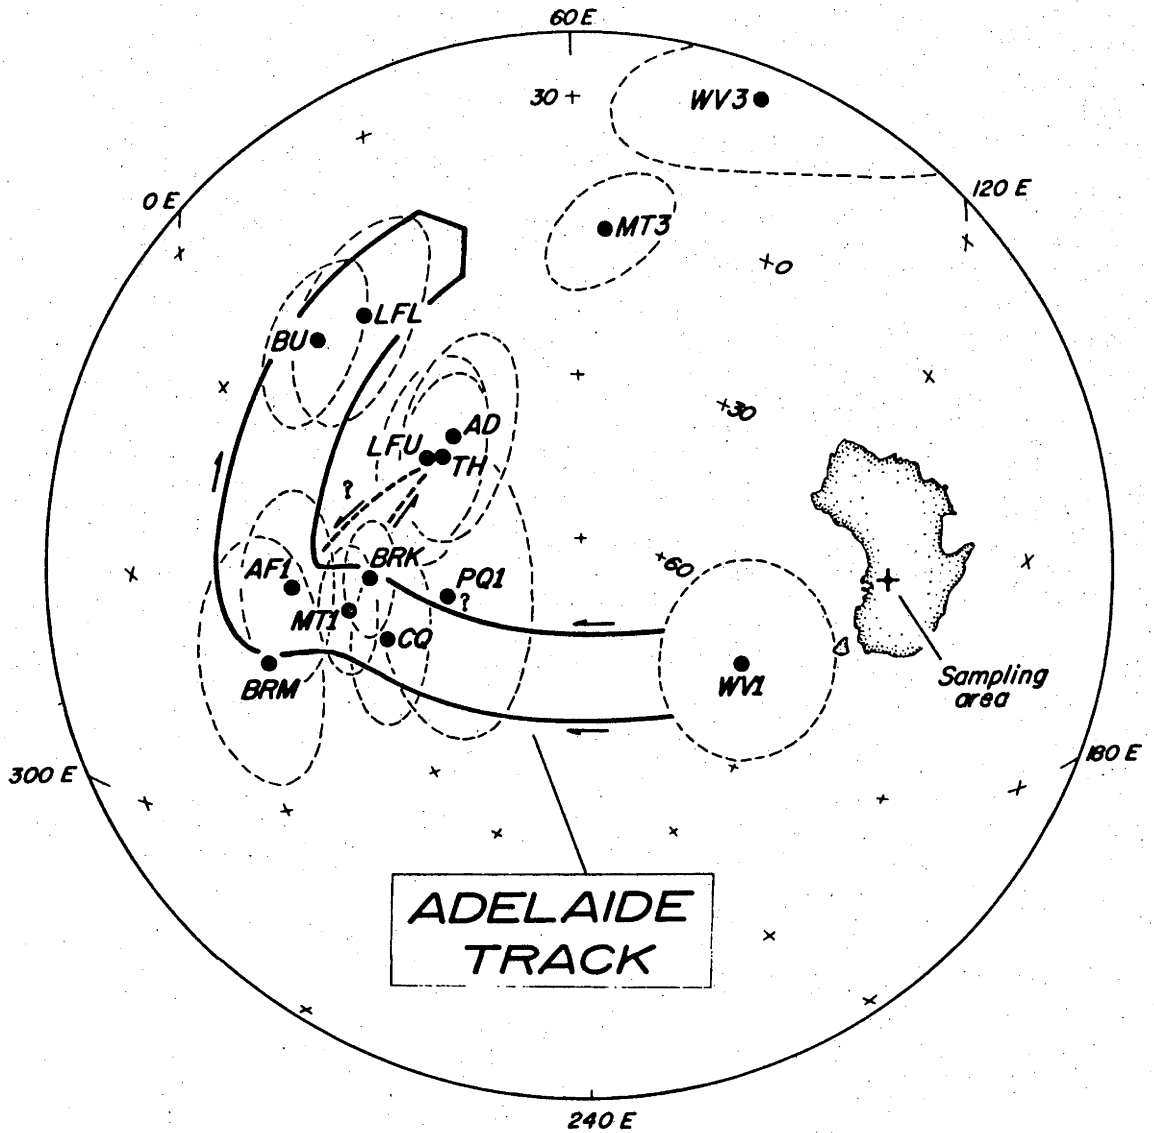 60 E
30
WV3
0 E
120 E
MT3
0
LFL
BU
30
AD
LFU
TH
?
BRK
60
AF1
PQ1
?
MT1
CQ
BRM
WV1
Sampling
area
300 E
180 E
ADELAIDE
TRACK
240 E